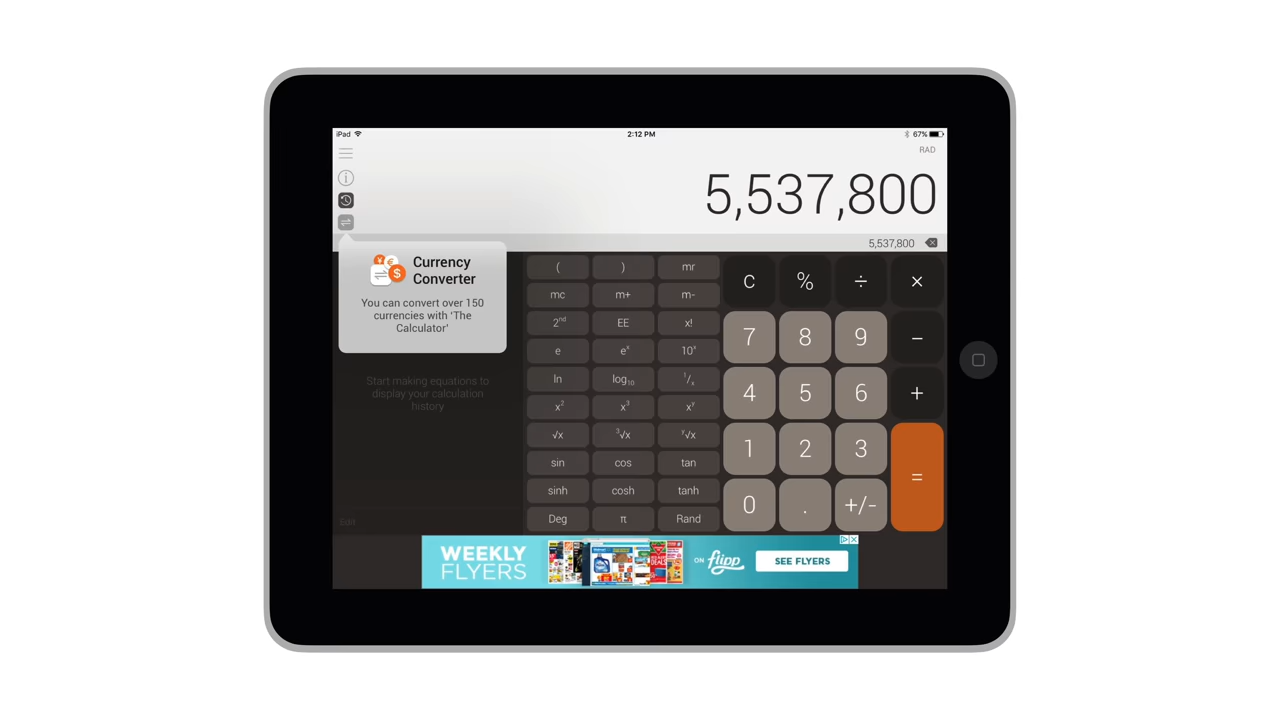 iPad
2:12 PM
67%
RAD
5,537,800
5,537,800
Currency
Converter
You can convert over 150
currencies with 'The
Calculator'
Start making equations to
display your calculation
history
Edit
( ) mr C % ÷ ×
mc m+ m-
2nd EE x! 7 8 9 −
e eˣ 10ˣ
ln log₁₀ ¹/ₓ 4 5 6 +
x² x³ xʸ
√x ³√x ʸ√x 1 2 3 =
sin cos tan
sinh cosh tanh 0 . +/-
Deg π Rand
WEEKLY
FLYERS
ON flipp
SEE FLYERS